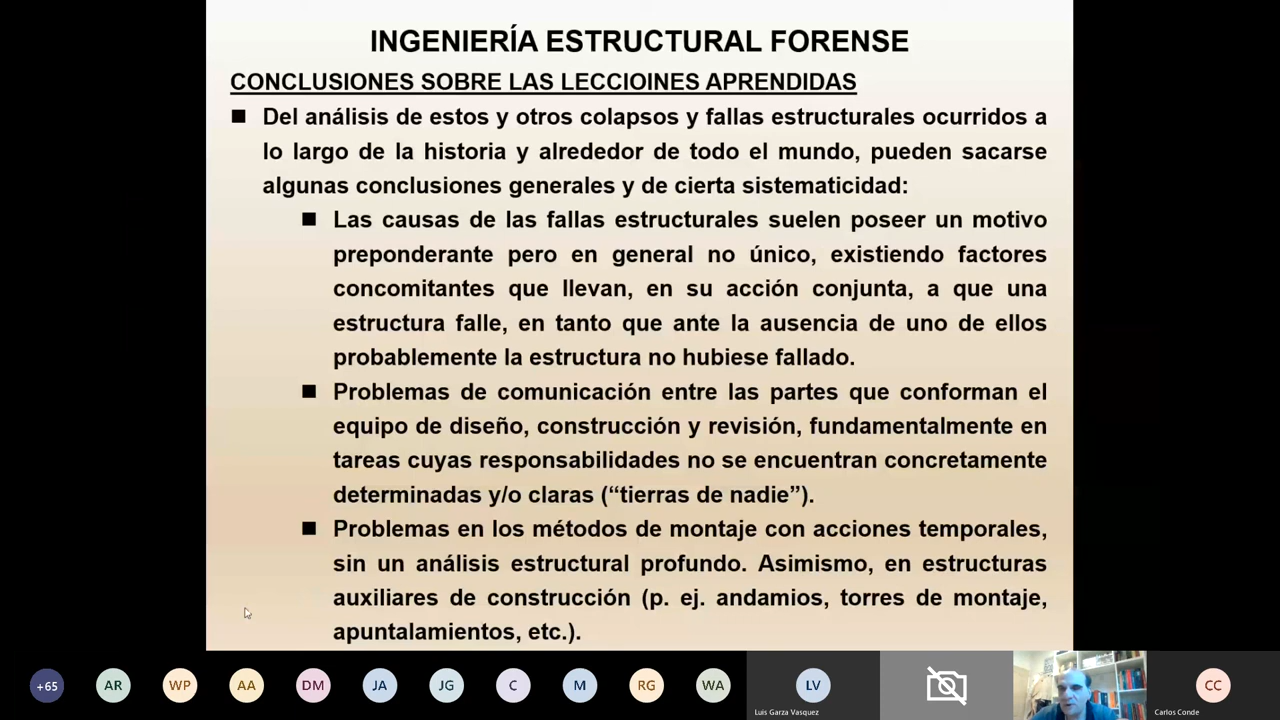 INGENIERÍA ESTRUCTURAL FORENSE
CONCLUSIONES SOBRE LAS LECCIOINES APRENDIDAS
Del análisis de estos y otros colapsos y fallas estructurales ocurridos a
lo largo de la historia y alrededor de todo el mundo, pueden sacarse
algunas conclusiones generales y de cierta sistematicidad:
Las causas de las fallas estructurales suelen poseer un motivo
preponderante pero en general no único, existiendo factores
concomitantes que llevan, en su acción conjunta, a que una
estructura falle, en tanto que ante la ausencia de uno de ellos
probablemente la estructura no hubiese fallado.
Problemas de comunicación entre las partes que conforman el
equipo de diseño, construcción y revisión, fundamentalmente en
tareas cuyas responsabilidades no se encuentran concretamente
determinadas y/o claras (“tierras de nadie”).
Problemas en los métodos de montaje con acciones temporales,
sin un análisis estructural profundo. Asimismo, en estructuras
auxiliares de construcción (p. ej. andamios, torres de montaje,
apuntalamientos, etc.).
+65 AR WP AA DM JA JG C M RG WA LV CC
Luis Garza Vasquez Carlos Conde